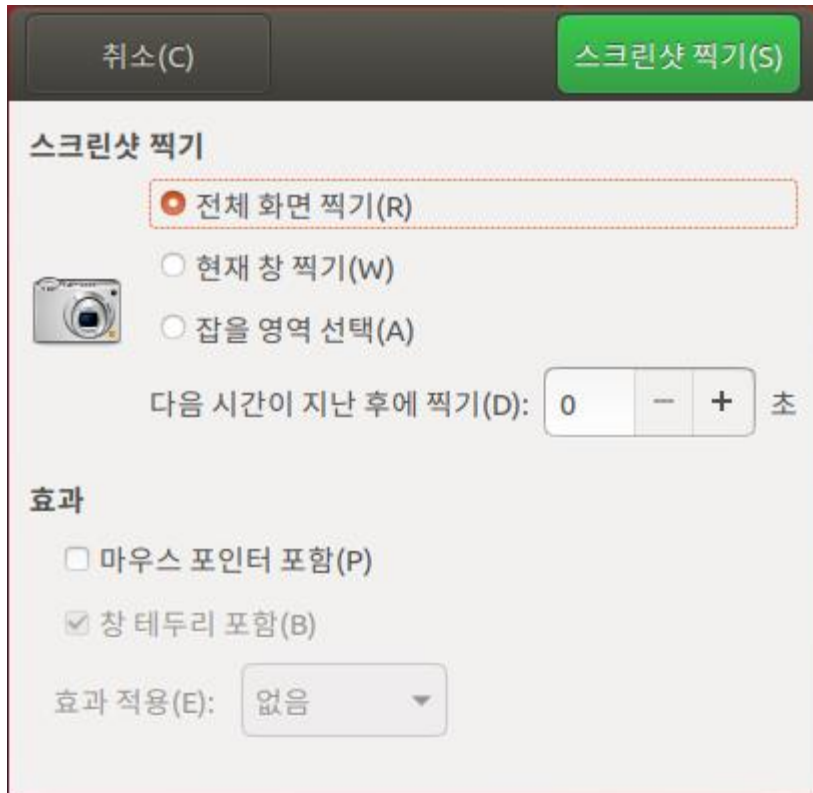 취소(C)
스크린샷 찍기(S)
스크린샷 찍기
전체 화면 찍기(R)
현재 창 찍기(W)
잡을 영역 선택(A)
다음 시간이 지난 후에 찍기(D): 0 − + 초
효과
마우스 포인터 포함(P)
창 테두리 포함(B)
효과 적용(E): 없음